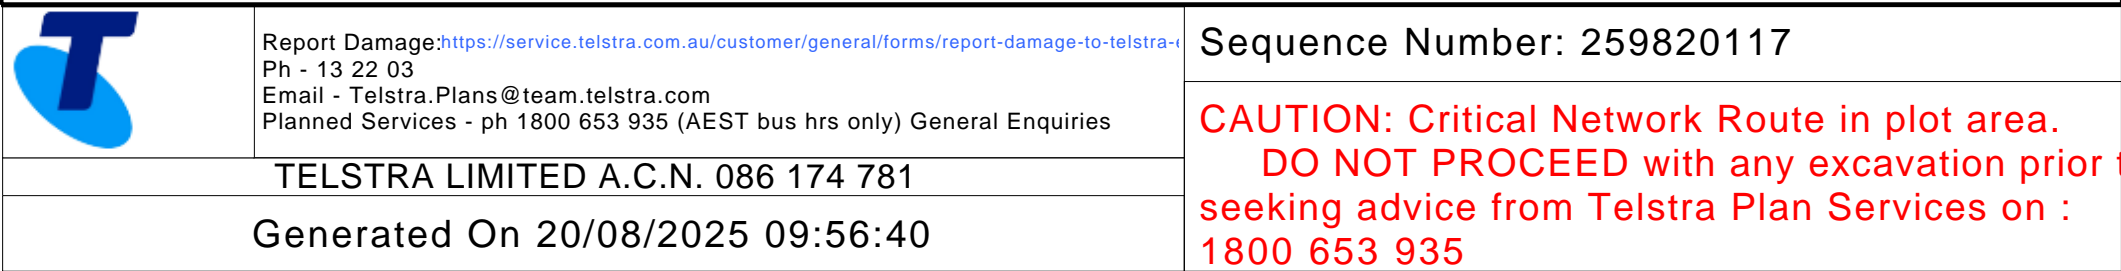 Report Damage:https://service.telstra.com.au/customer/general/forms/report-damage-to-telstra-
Ph - 13 22 03
Email - Telstra.Plans@team.telstra.com
Planned Services - ph 1800 653 935 (AEST bus hrs only) General Enquiries
TELSTRA LIMITED A.C.N. 086 174 781
Generated On 20/08/2025 09:56:40
Sequence Number: 259820117
CAUTION: Critical Network Route in plot area.
DO NOT PROCEED with any excavation prior
seeking advice from Telstra Plan Services on :
1800 653 935